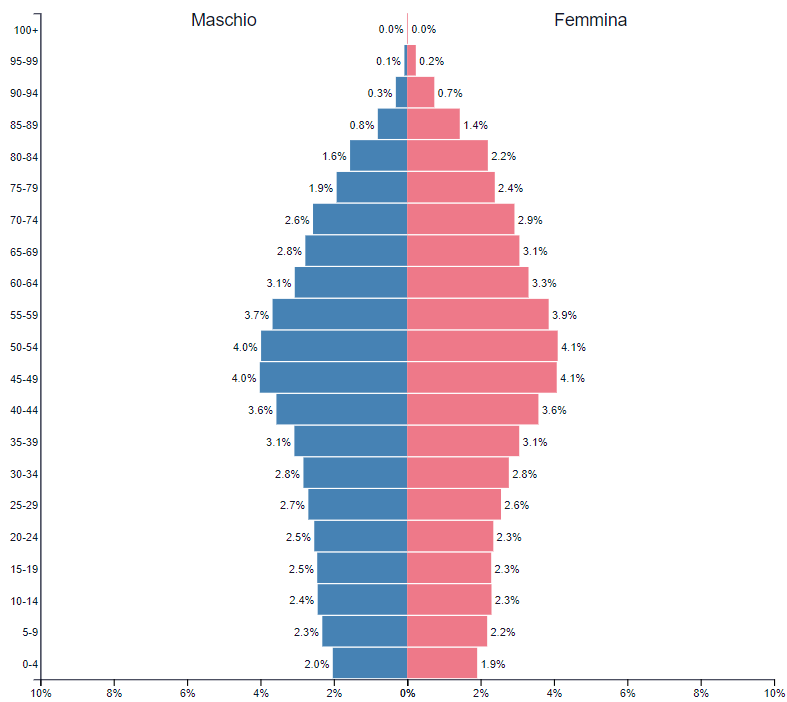 Maschio Femmina
100+ 0.0% 0.0%
95-99 0.1% 0.2%
90-94 0.3% 0.7%
85-89 0.8% 1.4%
80-84 1.6% 2.2%
75-79 1.9% 2.4%
70-74 2.6% 2.9%
65-69 2.8% 3.1%
60-64 3.1% 3.3%
55-59 3.7% 3.9%
50-54 4.0% 4.1%
45-49 4.0% 4.1%
40-44 3.6% 3.6%
35-39 3.1% 3.1%
30-34 2.8% 2.8%
25-29 2.7% 2.6%
20-24 2.5% 2.3%
15-19 2.5% 2.3%
10-14 2.4% 2.3%
5-9 2.3% 2.2%
0-4 2.0% 1.9%
10% 8% 6% 4% 2% 0% 2% 4% 6% 8% 10%